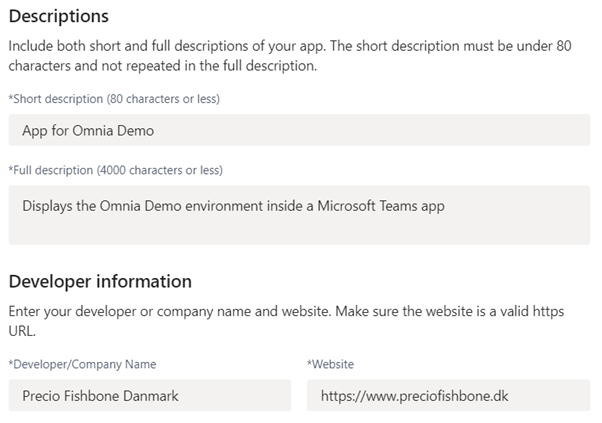 Descriptions
Include both short and full descriptions of your app. The short description must be under 80
characters and not repeated in the full description.
*Short description (80 characters or less)
App for Omnia Demo
*Full description (4000 characters or less)
Displays the Omnia Demo environment inside a Microsoft Teams app
Developer information
Enter your developer or company name and website. Make sure the website is a valid https
URL.
*Developer/Company Name
*Website
Precio Fishbone Danmark
https://www.preciofishbone.dk